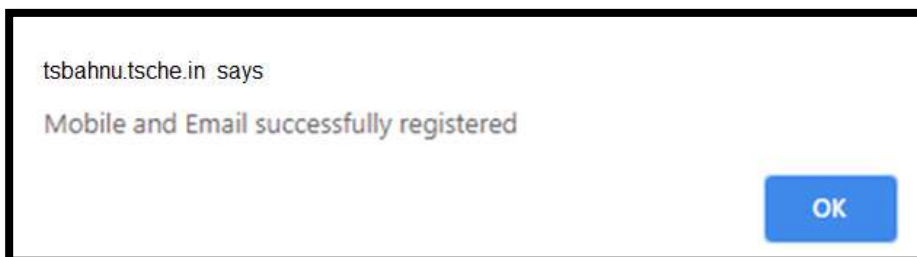 tsbahnu.tsche.in says
Mobile and Email successfully registered
OK